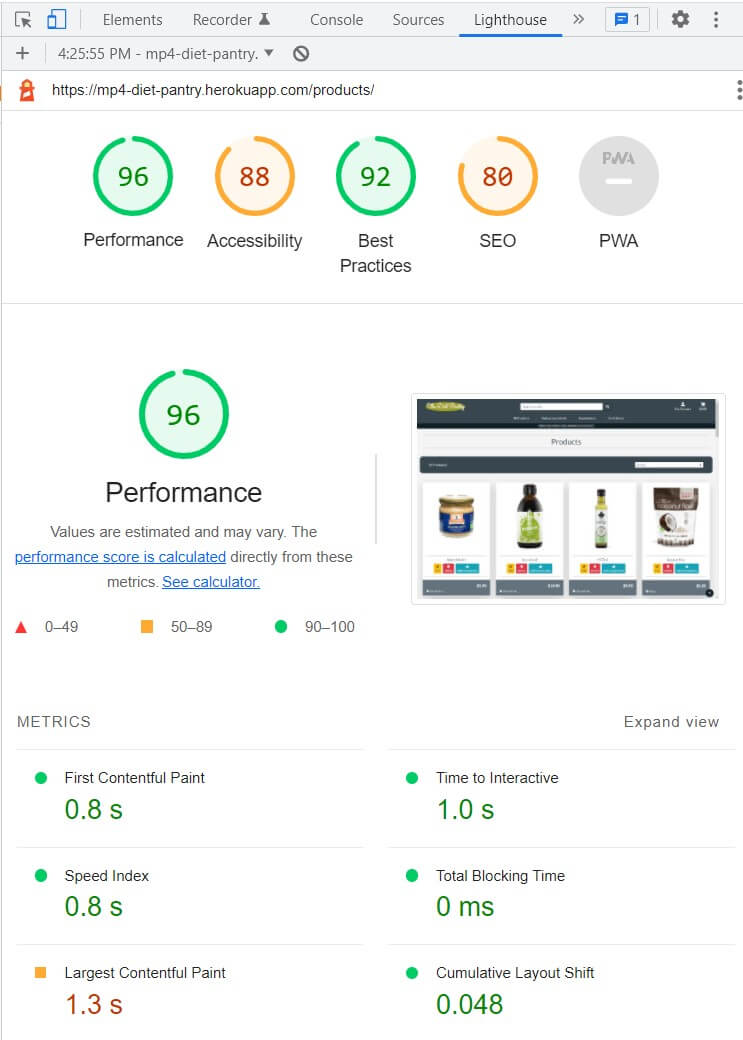 Elements Recorder Console Sources Lighthouse 1
4:25:55 PM - mp4-diet-pantry.
https://mp4-diet-pantry.herokuapp.com/products/
96 88 92 80 PWA
Performance Accessibility Best Practices SEO PWA
96
Performance
Values are estimated and may vary. The
performance score is calculated directly from these
metrics. See calculator.
0–49 50–89 90–100
Products
METRICS Expand view
First Contentful Paint Time to Interactive
0.8 s 1.0 s
Speed Index Total Blocking Time
0.8 s 0 ms
Largest Contentful Paint Cumulative Layout Shift
1.3 s 0.048